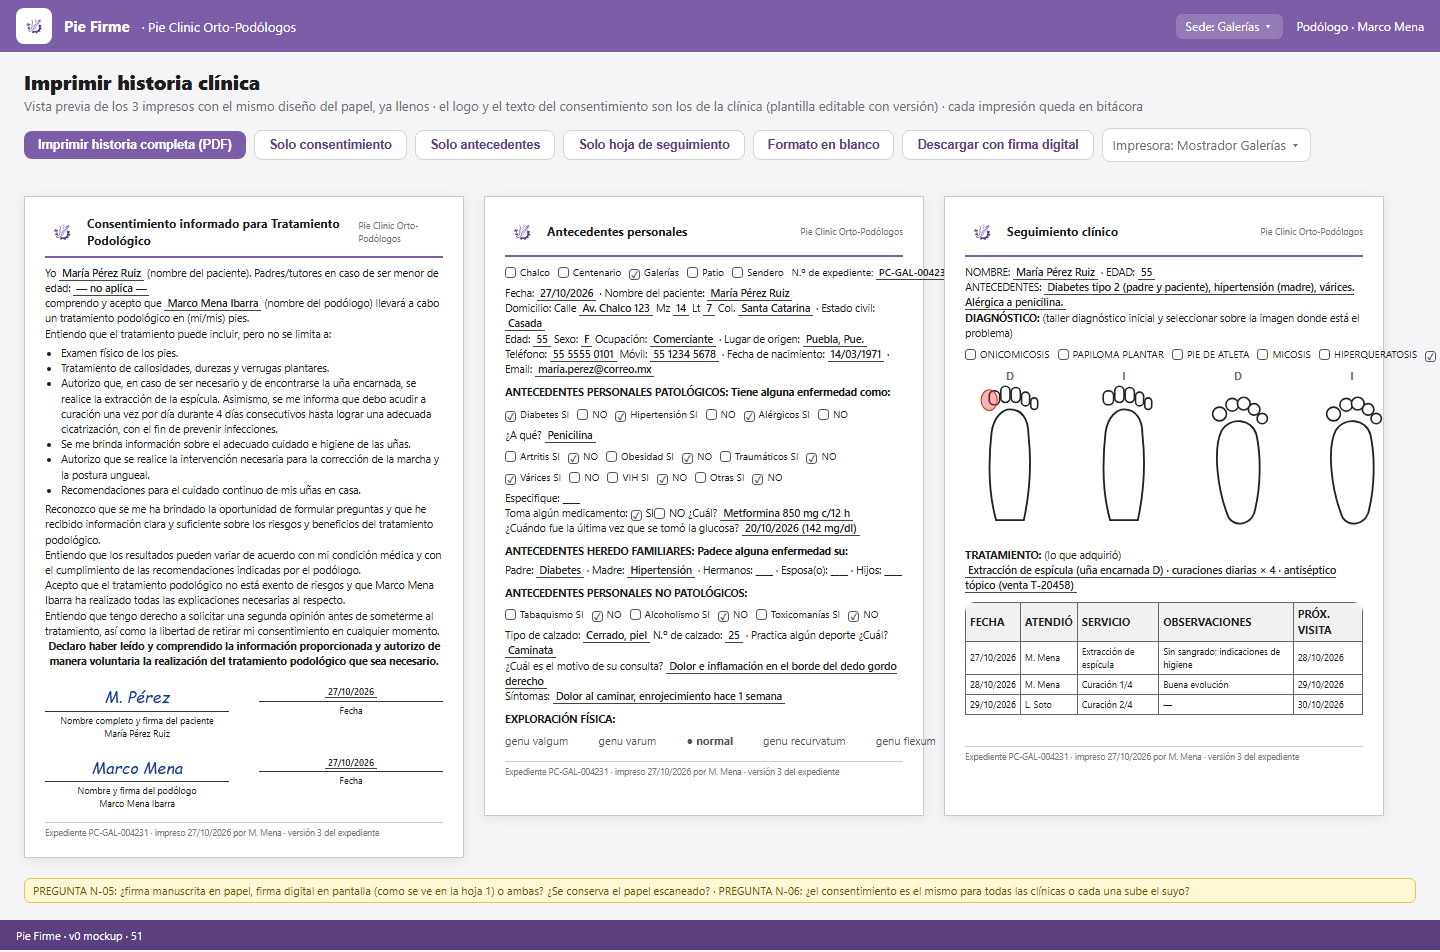 Pie Firme · Pie Clinic Orto-Podólogos
Sede: Galerías
Podólogo · Marco Mena
Imprimir historia clínica
Vista previa de los 3 impresos con el mismo diseño del papel, ya llenos · el logo y el texto del consentimiento son los de la clínica (plantilla editable con versión) · cada impresión queda en bitácora
Imprimir historia completa (PDF)
Solo consentimiento
Solo antecedentes
Solo hoja de seguimiento
Formato en blanco
Descargar con firma digital
Impresora: Mostrador Galerías
Consentimiento informado para Tratamiento
Podológico
Pie Clinic Orto-
Podólogos
Yo María Pérez Ruiz (nombre del paciente). Padres/tutores en caso de ser menor de
edad: — no aplica —
comprendo y acepto que Marco Mena Ibarra (nombre del podólogo) llevará a cabo
un tratamiento podológico en (mi/mis) pies.
Entiendo que el tratamiento puede incluir, pero no se limita a:
• Examen físico de los pies.
• Tratamiento de callosidades, durezas y verrugas plantares.
• Autorizo que, en caso de ser necesario y de encontrarse la uña encarnada, se
realice la extracción de la espícula. Asimismo, se me informa que debo acudir a
curación una vez por día durante 4 días consecutivos hasta lograr una adecuada
cicatrización, con el fin de prevenir infecciones.
• Se me brinda información sobre el adecuado cuidado e higiene de las uñas.
• Autorizo que se realice la intervención necesaria para la corrección de la marcha y
la postura ungueal.
• Recomendaciones para el cuidado continuo de mis uñas en casa.
Reconozco que se me ha brindado la oportunidad de formular preguntas y que he
recibido información clara y suficiente sobre los riesgos y beneficios del tratamiento
podológico.
Entiendo que los resultados pueden variar de acuerdo con mi condición médica y con
el cumplimiento de las recomendaciones indicadas por el podólogo.
Acepto que el tratamiento podológico no está exento de riesgos y que Marco Mena
Ibarra ha realizado todas las explicaciones necesarias al respecto.
Entiendo que tengo derecho a solicitar una segunda opinión antes de someterme al
tratamiento, así como la libertad de retirar mi consentimiento en cualquier momento.
Declaro haber leído y comprendido la información proporcionada y autorizo de
manera voluntaria la realización del tratamiento podológico que sea necesario.
M. Pérez
27/10/2026
Nombre completo y firma del paciente
María Pérez Ruiz
Fecha
Marco Mena
27/10/2026
Nombre y firma del podólogo
Marco Mena Ibarra
Fecha
Expediente PC-GAL-004231 · impreso 27/10/2026 por M. Mena · versión 3 del expediente
Antecedentes personales
Pie Clinic Orto-Podólogos
Chalco Centenario Galerías Patio Sendero N.º de expediente: PC-GAL-00423
Fecha: 27/10/2026 · Nombre del paciente: María Pérez Ruiz
Domicilio: Calle Av. Chalco 123 Mz 14 Lt 7 Col. Santa Catarina · Estado civil:
Casada
Edad: 55 Sexo: F Ocupación: Comerciante · Lugar de origen: Puebla, Pue.
Teléfono: 55 5555 0101 Móvil: 55 1234 5678 · Fecha de nacimiento: 14/03/1971 ·
Email: maria.perez@correo.mx
ANTECEDENTES PERSONALES PATOLÓGICOS: Tiene alguna enfermedad como:
Diabetes SI NO Hipertensión SI NO Alérgicos SI NO
¿A qué? Penicilina
Artritis SI NO Obesidad SI NO Traumáticos SI NO
Várices SI NO VIH SI NO Otras SI NO
Especifique: ___
Toma algún medicamento: SI NO ¿Cuál? Metformina 850 mg c/12 h
¿Cuándo fue la última vez que se tomó la glucosa? 20/10/2026 (142 mg/dl)
ANTECEDENTES HEREDO FAMILIARES: Padece alguna enfermedad su:
Padre: Diabetes · Madre: Hipertensión · Hermanos: ___ · Esposa(o): ___ · Hijos: ___
ANTECEDENTES PERSONALES NO PATOLÓGICOS:
Tabaquismo SI NO Alcoholismo SI NO Toxicomanías SI NO
Tipo de calzado: Cerrado, piel N.º de calzado: 25 · Practica algún deporte ¿Cuál?
Caminata
¿Cuál es el motivo de su consulta? Dolor e inflamación en el borde del dedo gordo
derecho
Síntomas: Dolor al caminar, enrojecimiento hace 1 semana
EXPLORACIÓN FÍSICA:
genu valgum genu varum ● normal genu recurvatum genu flexum
Expediente PC-GAL-004231 · impreso 27/10/2026 por M. Mena · versión 3 del expediente
Seguimiento clínico
Pie Clinic Orto-Podólogos
NOMBRE: María Pérez Ruiz · EDAD: 55
ANTECEDENTES: Diabetes tipo 2 (padre y paciente), hipertensión (madre), várices.
Alérgica a penicilina.
DIAGNÓSTICO: (taller diagnóstico inicial y seleccionar sobre la imagen donde está el
problema)
ONICOMICOSIS PAPILOMA PLANTAR PIE DE ATLETA MICOSIS HIPERQUERATOSIS
D I D I
TRATAMIENTO: (lo que adquirió)
Extracción de espícula (uña encarnada D) · curaciones diarias × 4 · antiséptico
tópico (venta T-20458)
FECHA ATENDIÓ SERVICIO OBSERVACIONES PRÓX. VISITA
27/10/2026 M. Mena Extracción de espícula Sin sangrado; indicaciones de higiene 28/10/2026
28/10/2026 M. Mena Curación 1/4 Buena evolución 29/10/2026
29/10/2026 L. Soto Curación 2/4 — 30/10/2026
Expediente PC-GAL-004231 · impreso 27/10/2026 por M. Mena · versión 3 del expediente
PREGUNTA N-05: ¿firma manuscrita en papel, firma digital en pantalla (como se ve en la hoja 1) o ambas? ¿Se conserva el papel escaneado? · PREGUNTA N-06: ¿el consentimiento es el mismo para todas las clínicas o cada una sube el suyo?
Pie Firme · v0 mockup · 51